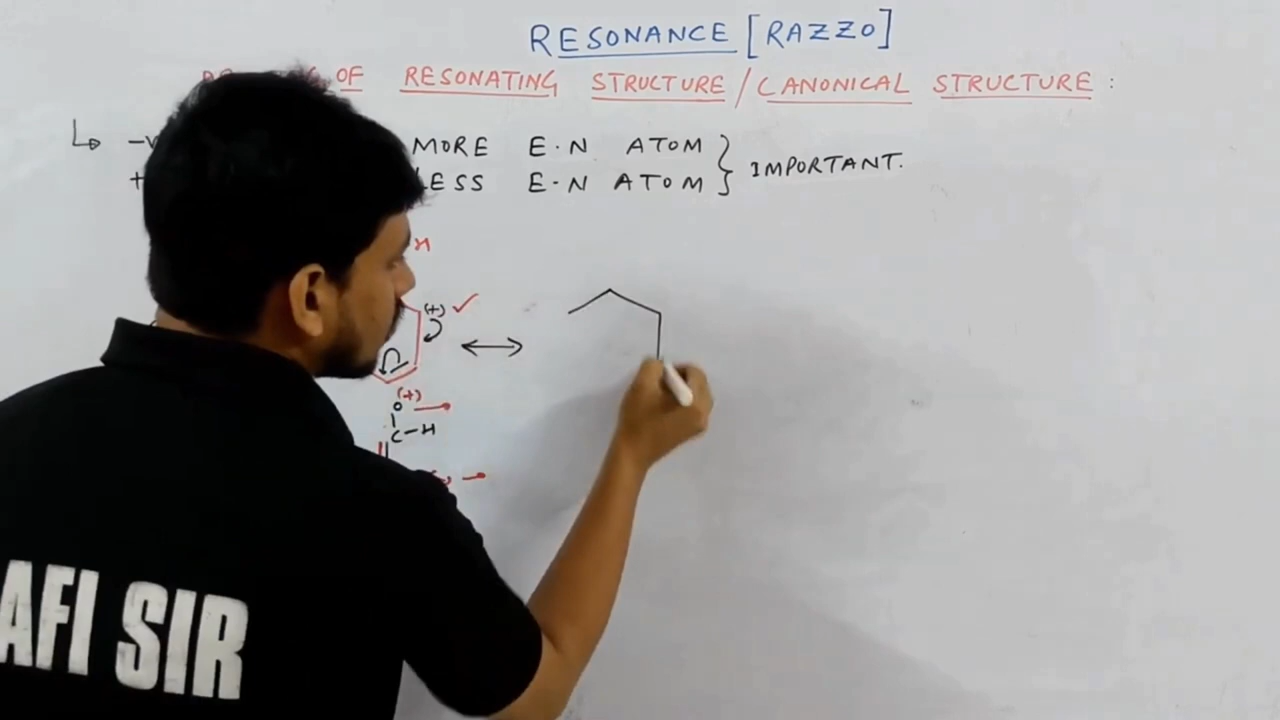 RESONANCE [RAZZO]
OF RESONATING STRUCTURE / CANONICAL STRUCTURE :
MORE E.N ATOM } IMPORTANT.
LESS E-N ATOM
(+)
(+)
O
C-H
AFI SIR